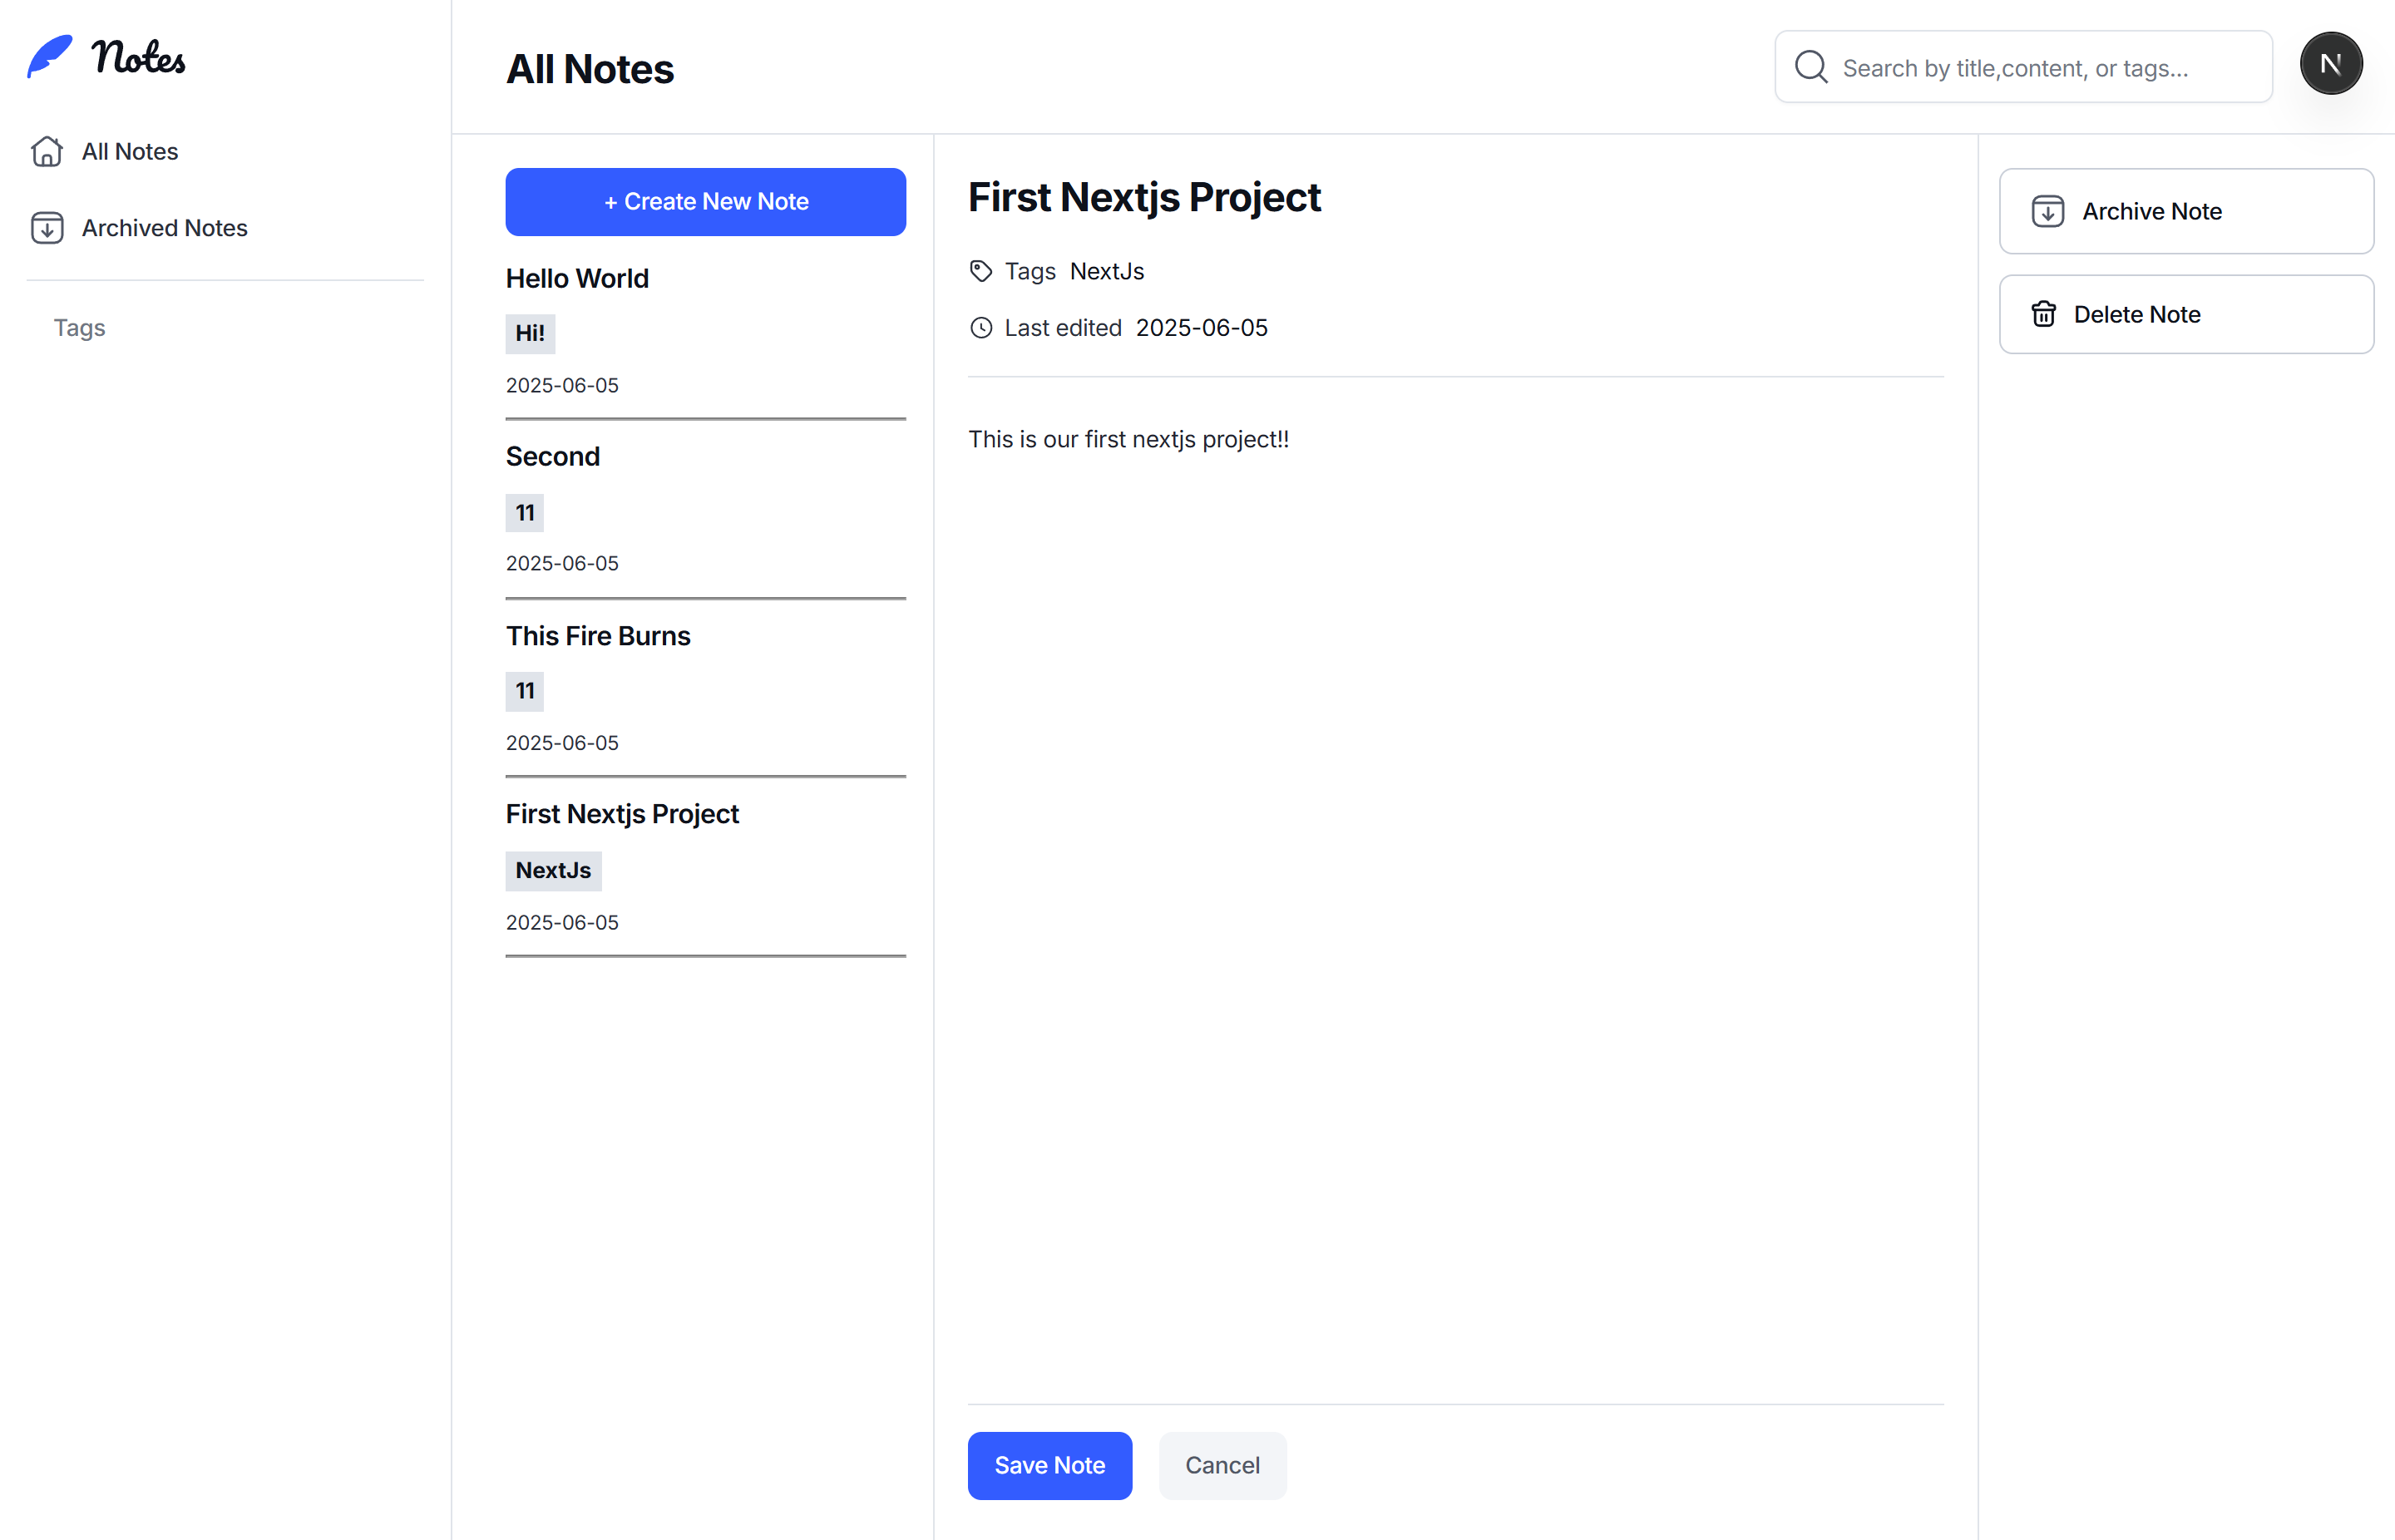 Notes
All Notes
Archived Notes
Tags
All Notes
Search by title,content, or tags...
N
+ Create New Note
Hello World
Hi!
2025-06-05
Second
11
2025-06-05
This Fire Burns
11
2025-06-05
First Nextjs Project
NextJs
2025-06-05
First Nextjs Project
Tags NextJs
Last edited 2025-06-05
This is our first nextjs project!!
Save Note Cancel
Archive Note
Delete Note